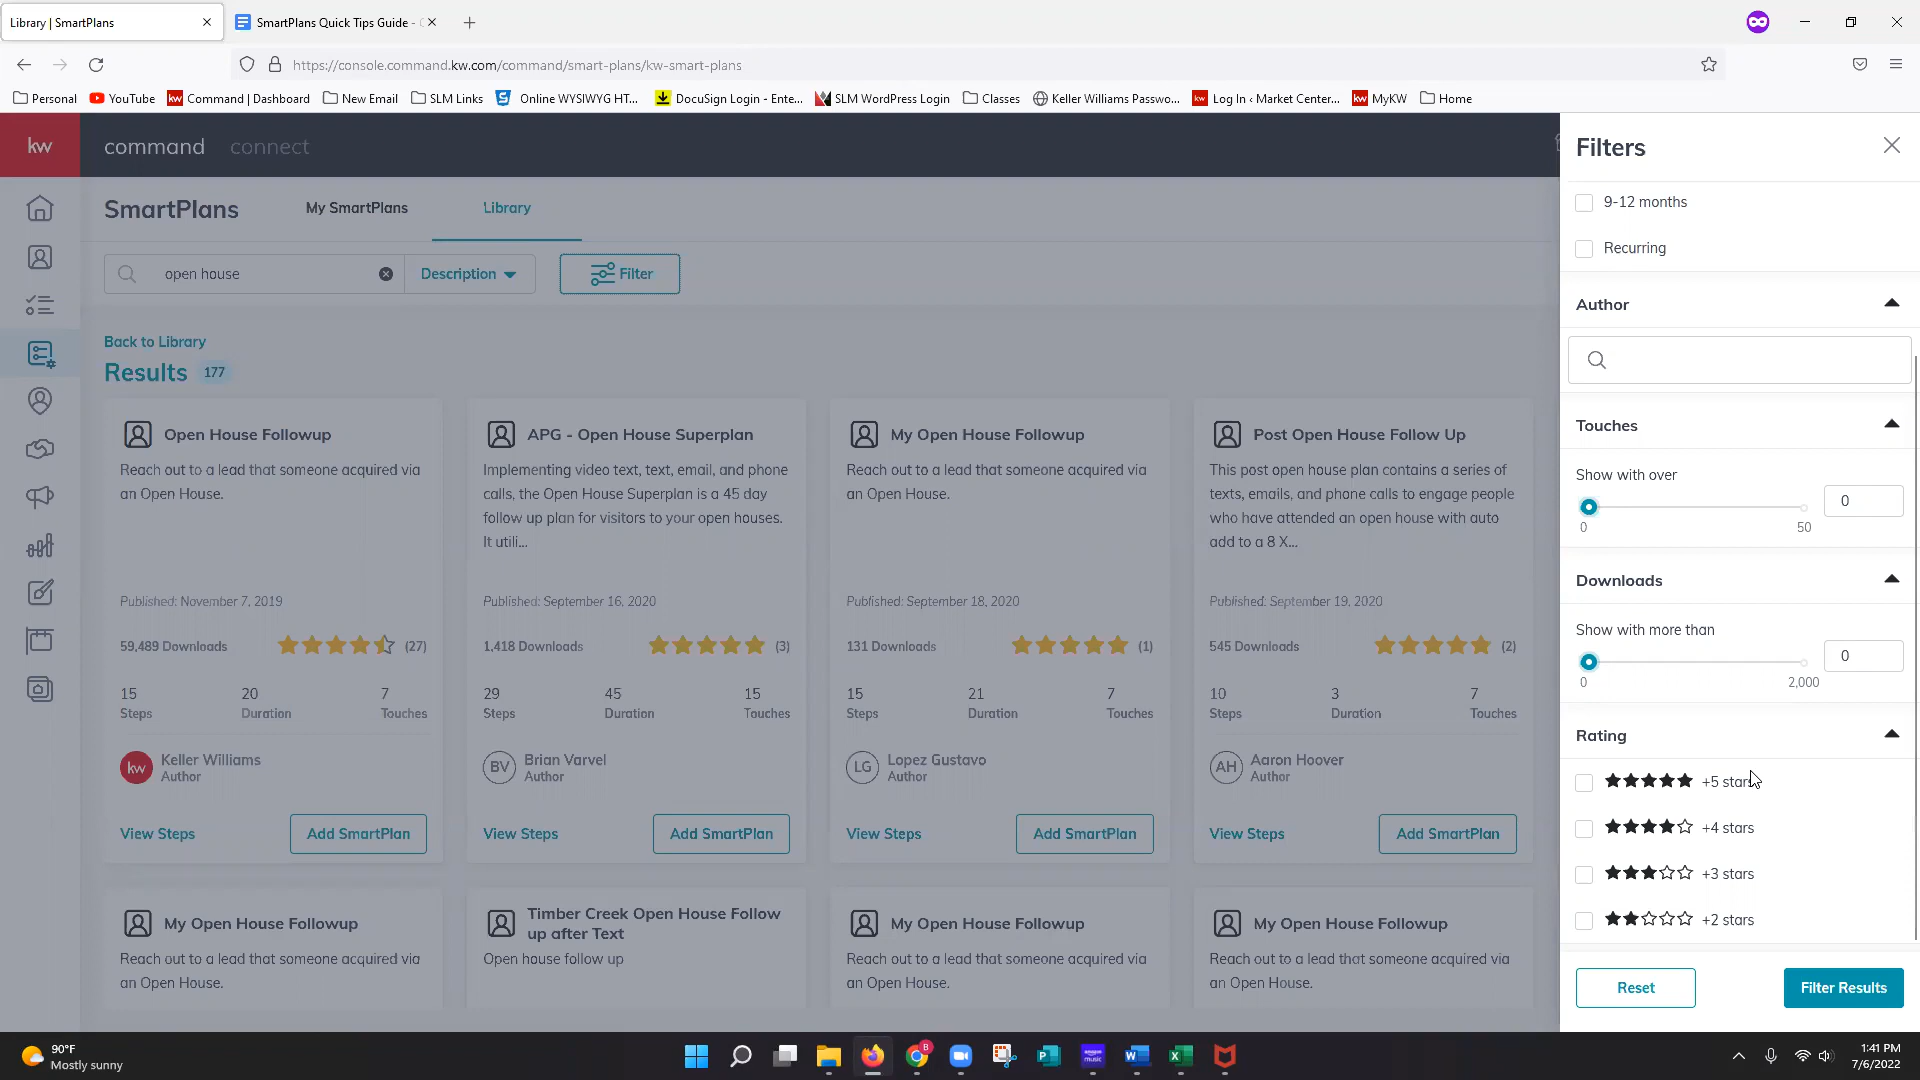 Library | SmartPlans
SmartPlans Quick Tips Guide -
https://console.command.kw.com/command/smart-plans/kw-smart-plans
Personal
YouTube
kw Command | Dashboard
New Email
SLM Links
Online WYSIWYG HT...
DocuSign Login - Ente...
SLM WordPress Login
Classes
Keller Williams Passwo...
kw Log In ‹ Market Center...
kw MyKW
Home
kw
command connect
SmartPlans
My SmartPlans
Library
open house
Description
Filter
Back to Library
Results 177
Open House Followup
Reach out to a lead that someone acquired via
an Open House.
Published: November 7, 2019
59,489 Downloads (27)
15 20 7
Steps Duration Touches
kw Keller Williams
Author
View Steps Add SmartPlan
APG - Open House Superplan
Implementing video text, text, email, and phone
calls, the Open House Superplan is a 45 day
follow up plan for visitors to your open houses.
It utili...
Published: September 16, 2020
1,418 Downloads (3)
29 45 15
Steps Duration Touches
BV Brian Varvel
Author
View Steps Add SmartPlan
My Open House Followup
Reach out to a lead that someone acquired via
an Open House.
Published: September 18, 2020
131 Downloads (1)
15 21 7
Steps Duration Touches
LG Lopez Gustavo
Author
View Steps Add SmartPlan
Post Open House Follow Up
This post open house plan contains a series of
texts, emails, and phone calls to engage people
who have attended an open house with auto
add to a 8 X...
Published: September 19, 2020
545 Downloads (2)
10 3 7
Steps Duration Touches
AH Aaron Hoover
Author
View Steps Add SmartPlan
My Open House Followup
Reach out to a lead that someone acquired via
an Open House.
Timber Creek Open House Follow
up after Text
Open house follow up
My Open House Followup
Reach out to a lead that someone acquired via
an Open House.
My Open House Followup
Reach out to a lead that someone acquired via
an Open House.
Filters
9-12 months
Recurring
Author
Touches
Show with over
0
0 50
Downloads
Show with more than
0
0 2,000
Rating
+5 stars
+4 stars
+3 stars
+2 stars
Reset
Filter Results
90°F
Mostly sunny
B
amazon music
W
X
1:41 PM
7/6/2022